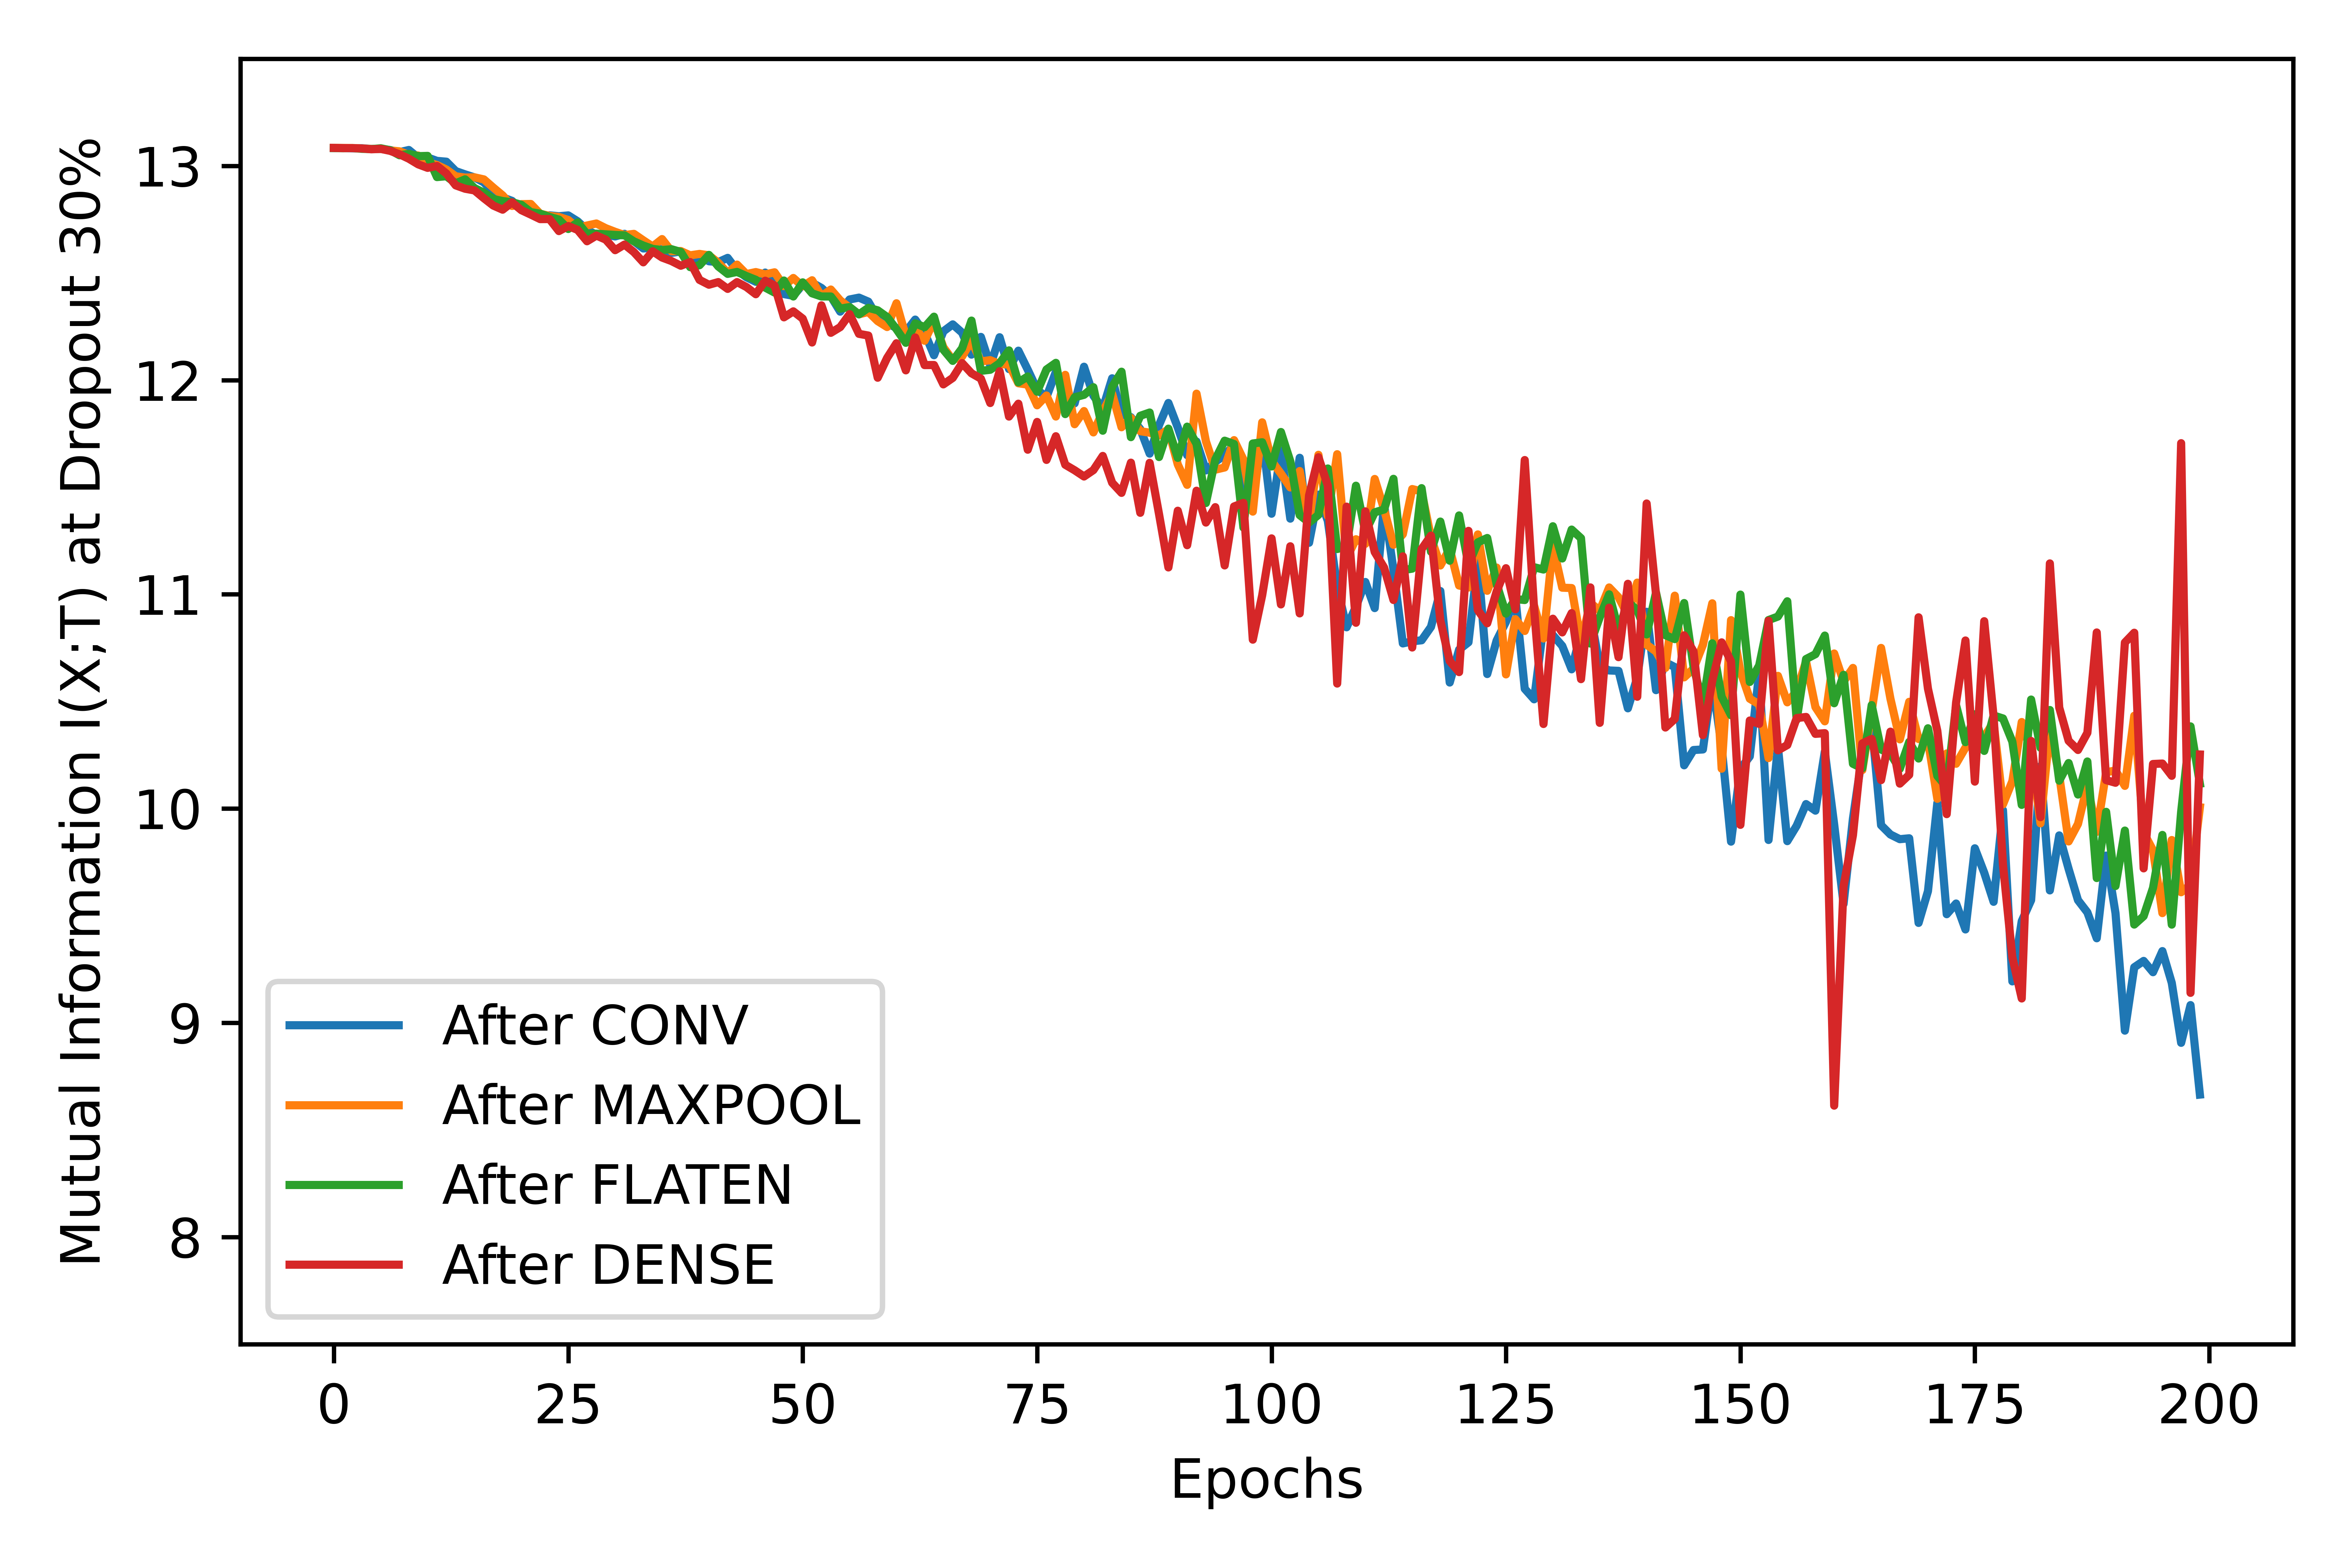 Mutual Information I(X;T) at Dropout 30%
13
12
11
10
9
8
After CONV
After MAXPOOL
After FLATEN
After DENSE
0 25 50 75 100 125 150 175 200
Epochs